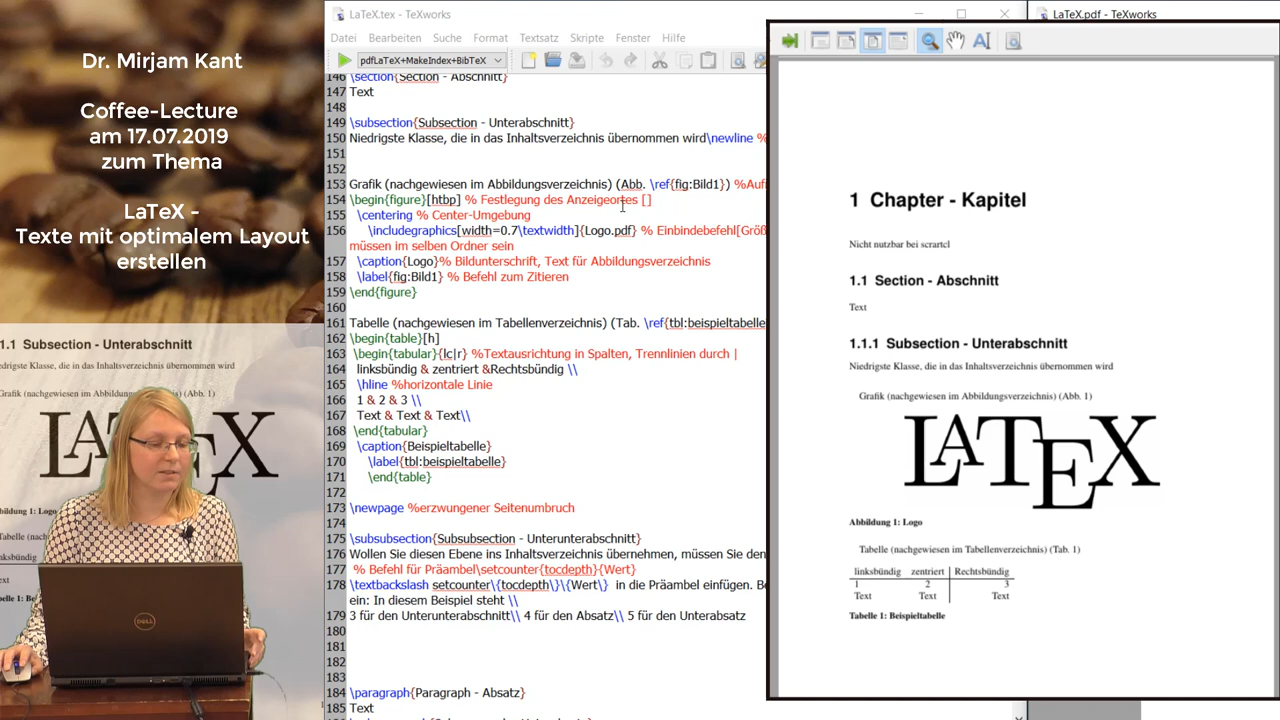 Dr. Mirjam Kant
Coffee-Lecture
am 17.07.2019
zum Thema
LaTeX -
Texte mit optimalem Layout
erstellen
1.1 Subsection - Unterabschnitt
iedrigste Klasse, die in das Inhaltsverzeichnis übernommen wird
Grafik (nachgewiesen im Abbildungsverzeichnis) (Abb. 1)
LATEX
bbildung 1: Logo
Tabelle
nksbündig
ext
belle 1: Be
LaTeX.tex - TeXworks
Datei Bearbeiten Suche Format Textsatz Skripte Fenster Hilfe
pdfLaTeX+MakeIndex+BibTeX
146 \section{Section - Abschnitt}
147 Text
148
149 \subsection{Subsection - Unterabschnitt}
150 Niedrigste Klasse, die in das Inhaltsverzeichnis übernommen wird\newline %
151
152
153 Grafik (nachgewiesen im Abbildungsverzeichnis) (Abb. \ref{fig:Bild1}) %Auf
154 \begin{figure}[htbp] % Festlegung des Anzeigeortes []
155 \centering % Center-Umgebung
156 \includegraphics[width=0.7\textwidth]{Logo.pdf} % Einbindebefehl[Größ
müssen im selben Ordner sein
157 \caption{Logo}% Bildunterschrift, Text für Abbildungsverzeichnis
158 \label{fig:Bild1} % Befehl zum Zitieren
159 \end{figure}
160
161 Tabelle (nachgewiesen im Tabellenverzeichnis) (Tab. \ref{tbl:beispieltabelle
162 \begin{table}[h]
163 \begin{tabular}{lc|r} %Textausrichtung in Spalten, Trennlinien durch |
164 linksbündig & zentriert &Rechtsbündig \\
165 \hline %horizontale Linie
166 1 & 2 & 3 \\
167 Text & Text & Text\\
168 \end{tabular}
169 \caption{Beispieltabelle}
170 \label{tbl:beispieltabelle}
171 \end{table}
172
173 \newpage %erzwungener Seitenumbruch
174
175 \subsubsection{Subsubsection - Unterunterabschnitt}
176 Wollen Sie diesen Ebene ins Inhaltsverzeichnis übernehmen, müssen Sie den
177 % Befehl für Präambel\setcounter{tocdepth}{Wert}
178 \textbackslash setcounter\{tocdepth\}\{Wert\} in die Präambel einfügen. Be
ein: In diesem Beispiel steht \\
179 3 für den Unterunterabschnitt\\ 4 für den Absatz\\ 5 für den Unterabsatz
180
181
182
183
184 \paragraph{Paragraph - Absatz}
185 Text
LaTeX.pdf - TeXworks
1 Chapter - Kapitel
Nicht nutzbar bei scrartcl
1.1 Section - Abschnitt
Text
1.1.1 Subsection - Unterabschnitt
Niedrigste Klasse, die in das Inhaltsverzeichnis übernommen wird
Grafik (nachgewiesen im Abbildungsverzeichnis) (Abb. 1)
LATEX
Abbildung 1: Logo
Tabelle (nachgewiesen im Tabellenverzeichnis) (Tab. 1)
linksbündig zentriert Rechtsbündig
1 2 3
Text Text Text
Tabelle 1: Beispieltabelle
DELL